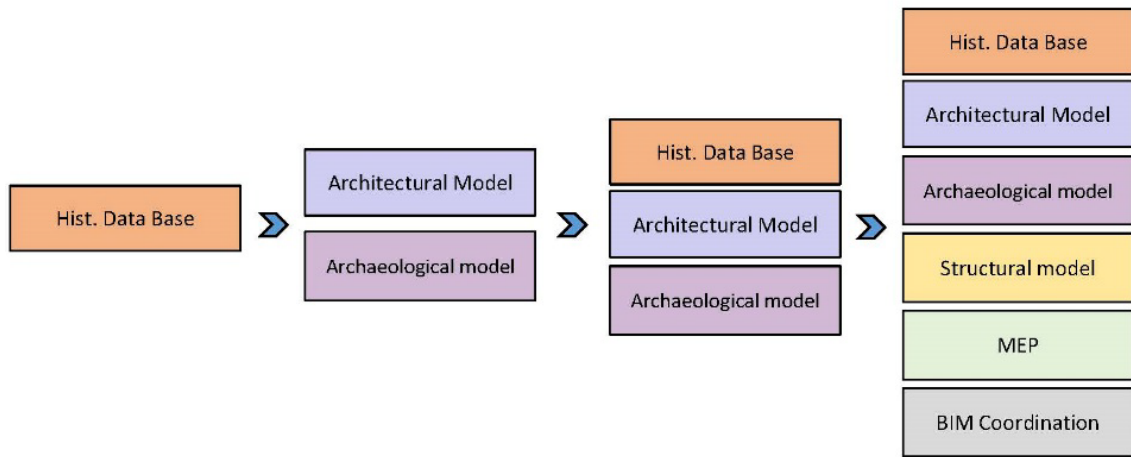 Hist. Data Base
Architectural Model
Archaeological model
Hist. Data Base
Architectural Model
Archaeological model
Hist. Data Base
Architectural Model
Archaeological model
Structural model
MEP
BIM Coordination